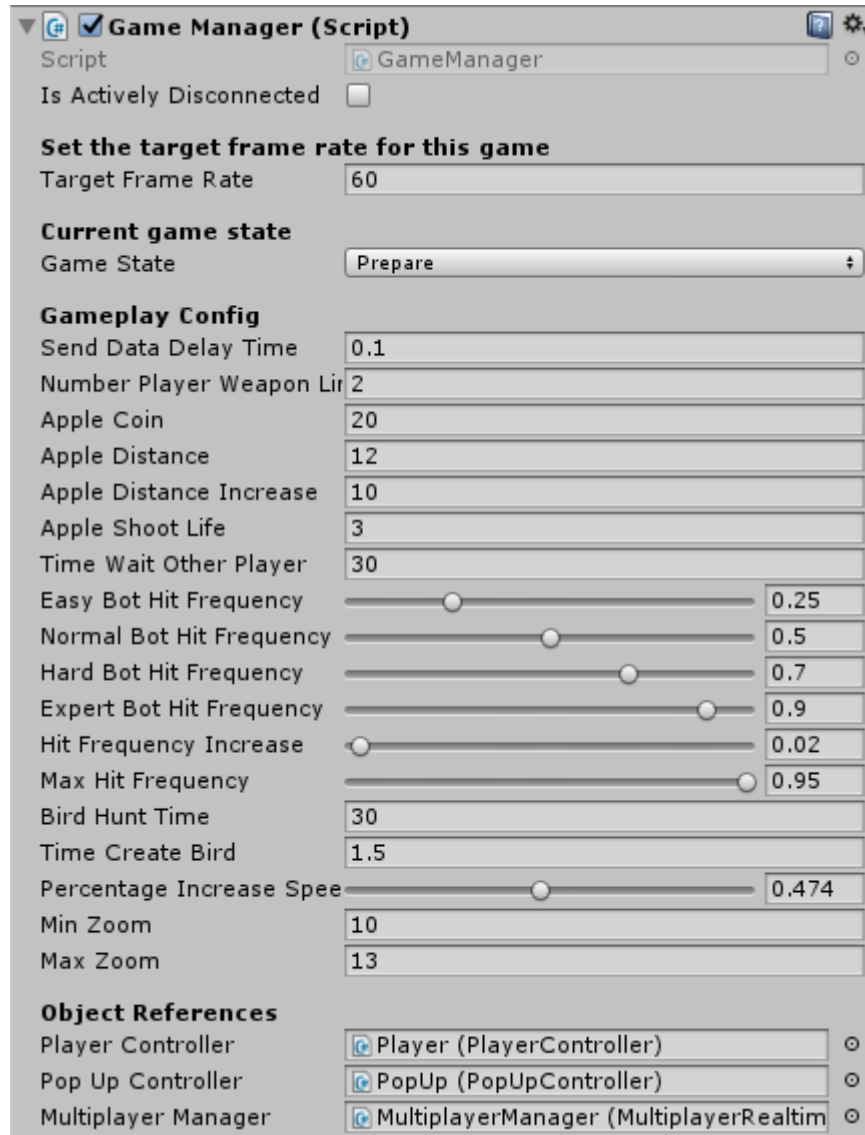 Game Manager (Script)
Script GameManager
Is Actively Disconnected
Set the target frame rate for this game
Target Frame Rate 60
Current game state
Game State Prepare
Gameplay Config
Send Data Delay Time 0.1
Number Player Weapon Lir 2
Apple Coin 20
Apple Distance 12
Apple Distance Increase 10
Apple Shoot Life 3
Time Wait Other Player 30
Easy Bot Hit Frequency 0.25
Normal Bot Hit Frequency 0.5
Hard Bot Hit Frequency 0.7
Expert Bot Hit Frequency 0.9
Hit Frequency Increase 0.02
Max Hit Frequency 0.95
Bird Hunt Time 30
Time Create Bird 1.5
Percentage Increase Spee 0.474
Min Zoom 10
Max Zoom 13
Object References
Player Controller Player (PlayerController)
Pop Up Controller PopUp (PopUpController)
Multiplayer Manager MultiplayerManager (MultiplayerRealtim